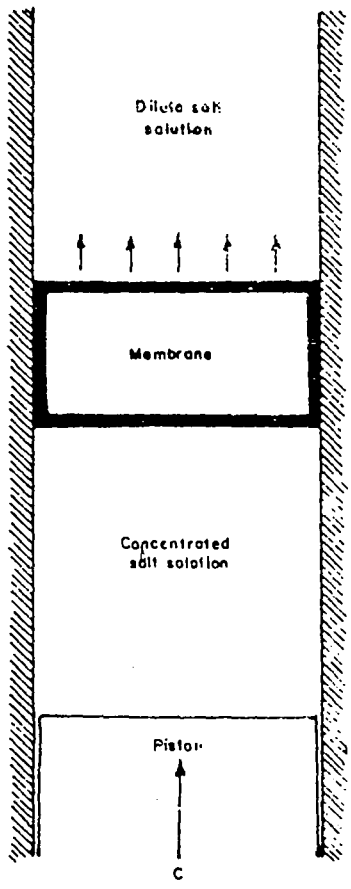 Dilute salt
solution
Membrane
Concentrated
salt solution
Piston
C